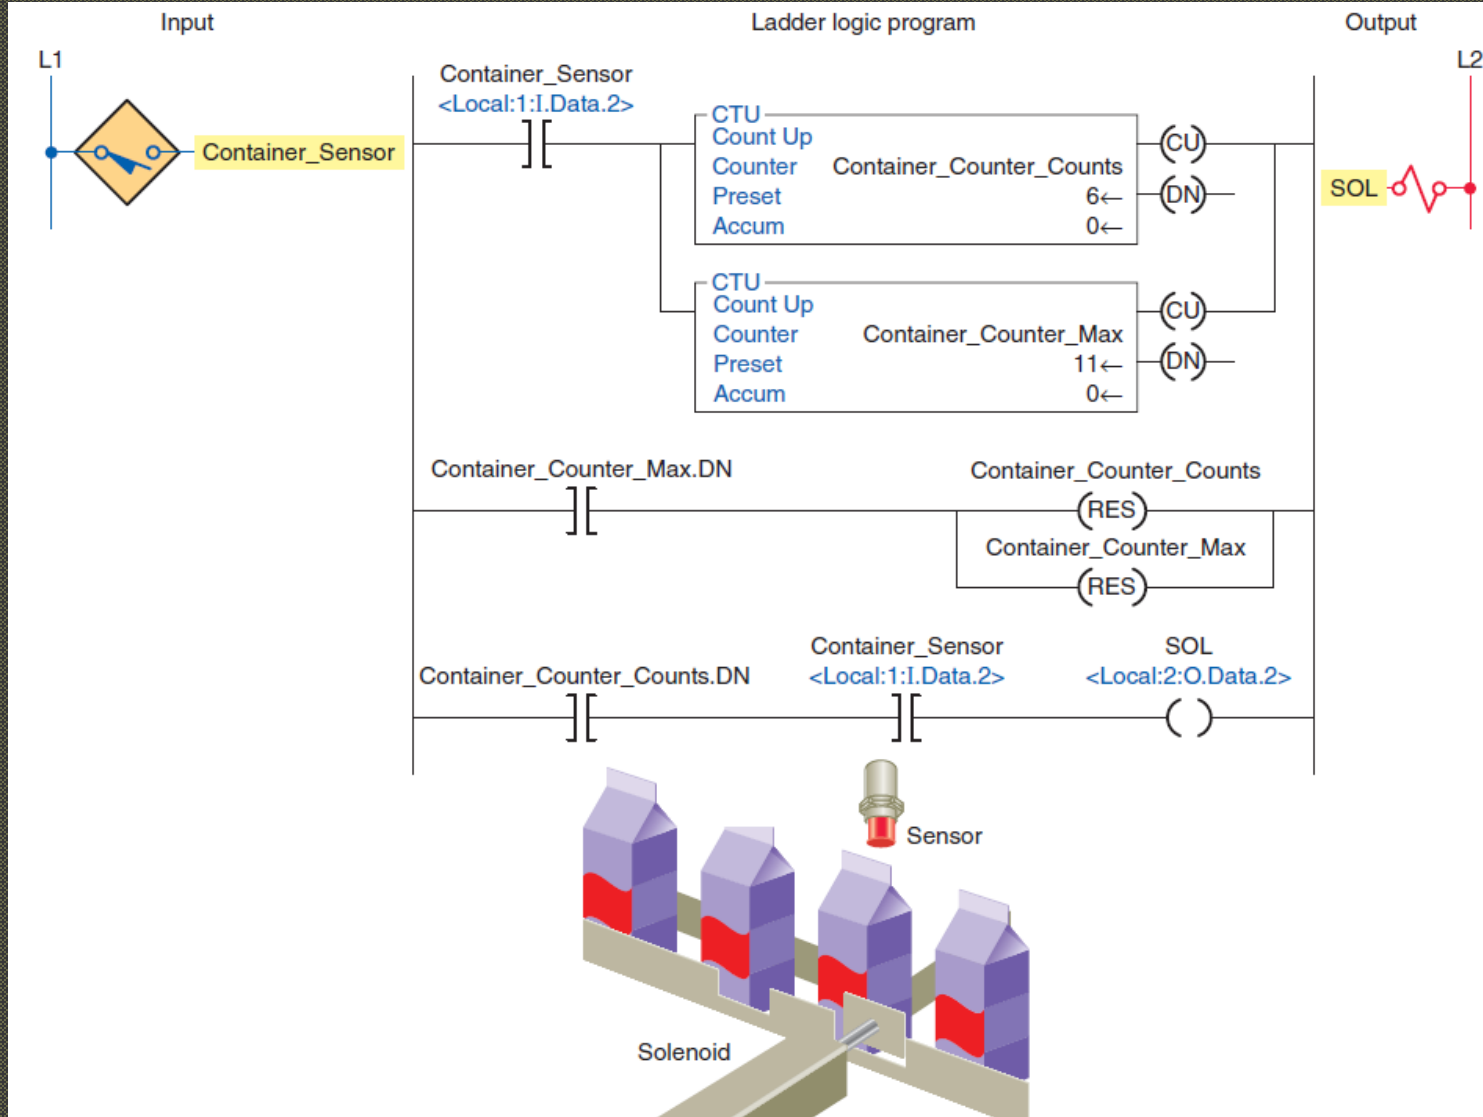 Input
Ladder logic program
Output
L1
L2
Container_Sensor
<Local:1:I.Data.2>
Container_Sensor
CTU
Count Up
Counter Container_Counter_Counts
Preset 6←
Accum 0←
(CU)
(DN)
SOL
CTU
Count Up
Counter Container_Counter_Max
Preset 11←
Accum 0←
(CU)
(DN)
Container_Counter_Max.DN
Container_Counter_Counts
(RES)
Container_Counter_Max
(RES)
Container_Counter_Counts.DN
Container_Sensor
<Local:1:I.Data.2>
SOL
<Local:2:O.Data.2>
Sensor
Solenoid